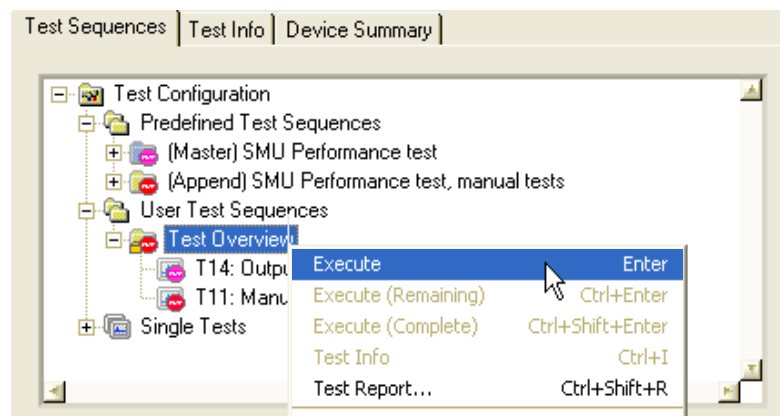 Test Sequences Test Info Device Summary
Test Configuration
Predefined Test Sequences
(Master) SMU Performance test
(Append) SMU Performance test, manual tests
User Test Sequences
Test Overview
T14: Outpu
T11: Manu
Single Tests
Execute Enter
Execute (Remaining) Ctrl+Enter
Execute (Complete) Ctrl+Shift+Enter
Test Info Ctrl+I
Test Report... Ctrl+Shift+R